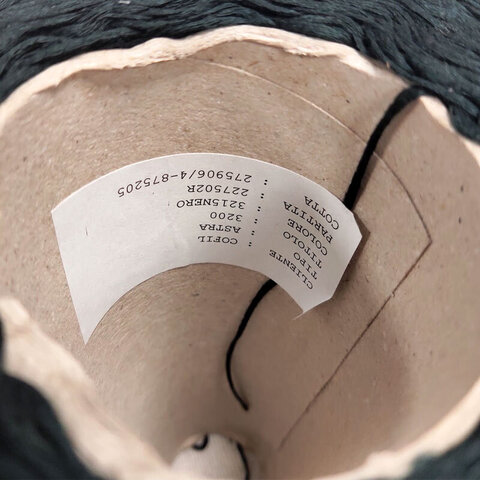 CLIENTE : COFIL
TIPO : ASTRA
TITOLO : 3200
COLORE : 3215NERO
PARTITA : 227502R
COTTA : 275906/4-875205